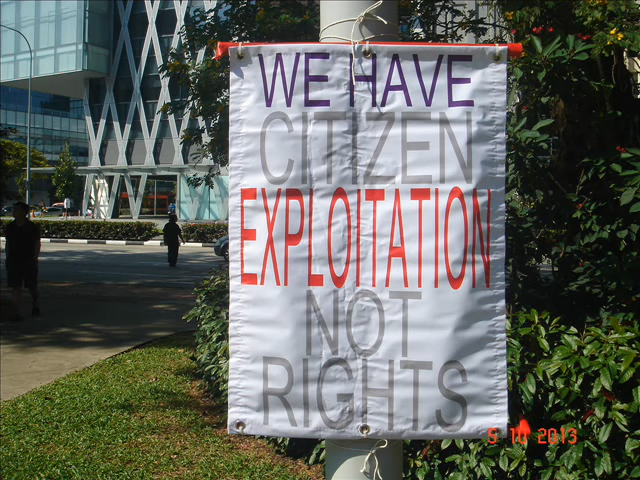 WE HAVE
CITIZEN
EXPLOITATION
NOT
RIGHTS
5 10 2013